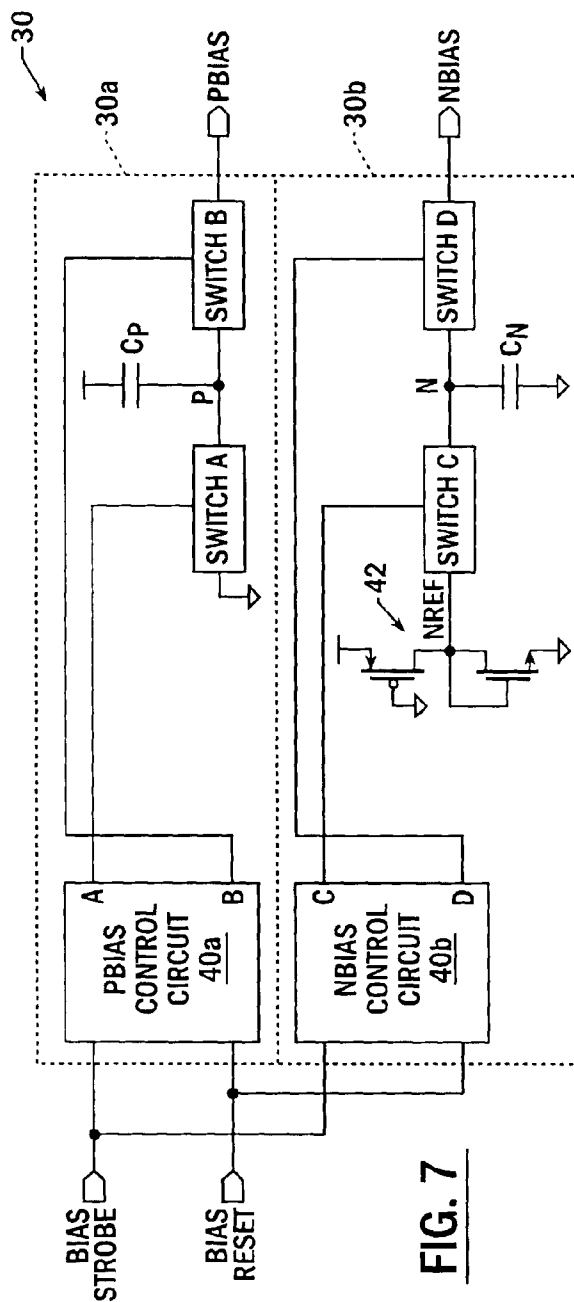 30
30a
BIAS
STROBE
BIAS
RESET
PBIAS
CONTROL
CIRCUIT
40a
A
B
SWITCH A
P
CP
SWITCH B
PBIAS
30b
NBIAS
CONTROL
CIRCUIT
40b
C
D
42
NREF
SWITCH C
N
CN
SWITCH D
NBIAS
FIG. 7